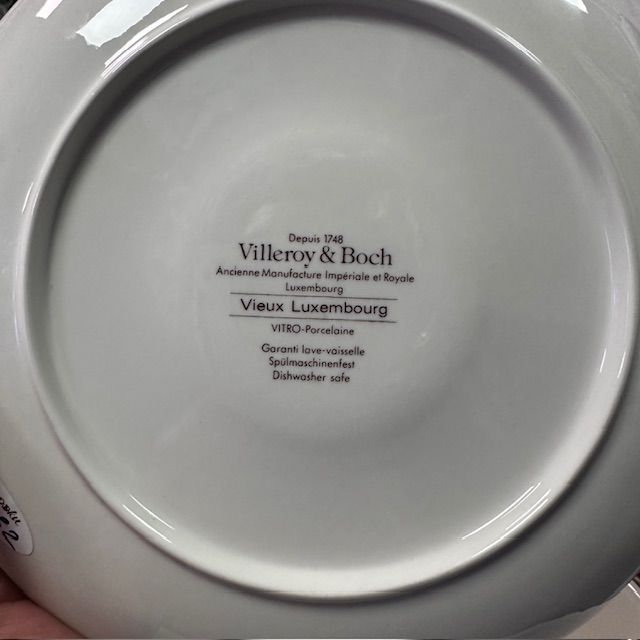 Depuis 1748
Villeroy & Boch
Ancienne Manufacture Impériale et Royale
Luxembourg
Vieux Luxembourg
VITRO-Porcelaine
Garanti lave-vaisselle
Spülmaschinenfest
Dishwasher safe